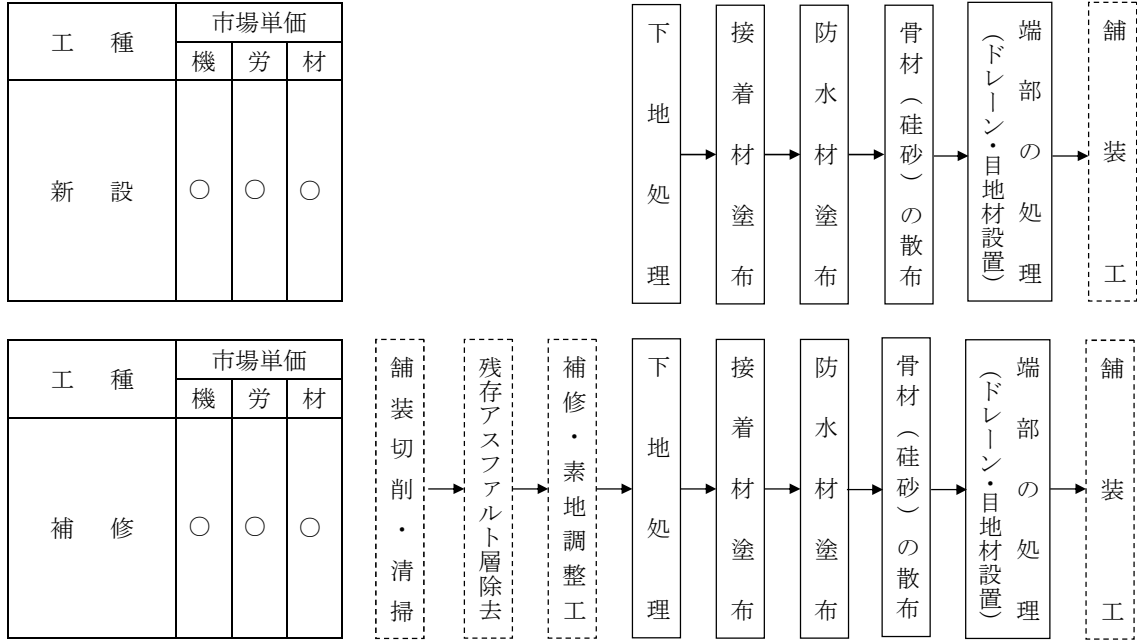 工種
市場単価
機 労 材
新設
○ ○ ○
下地処理
接着材塗布
防水材塗布
骨材（硅砂）の散布
端部の処理
（ドレーン・目地材設置）
舗装工
工種
市場単価
機 労 材
補修
○ ○ ○
舗装切削・清掃
残存アスファルト層除去
補修・素地調整工
下地処理
接着材塗布
防水材塗布
骨材（硅砂）の散布
端部の処理
（ドレーン・目地材設置）
舗装工